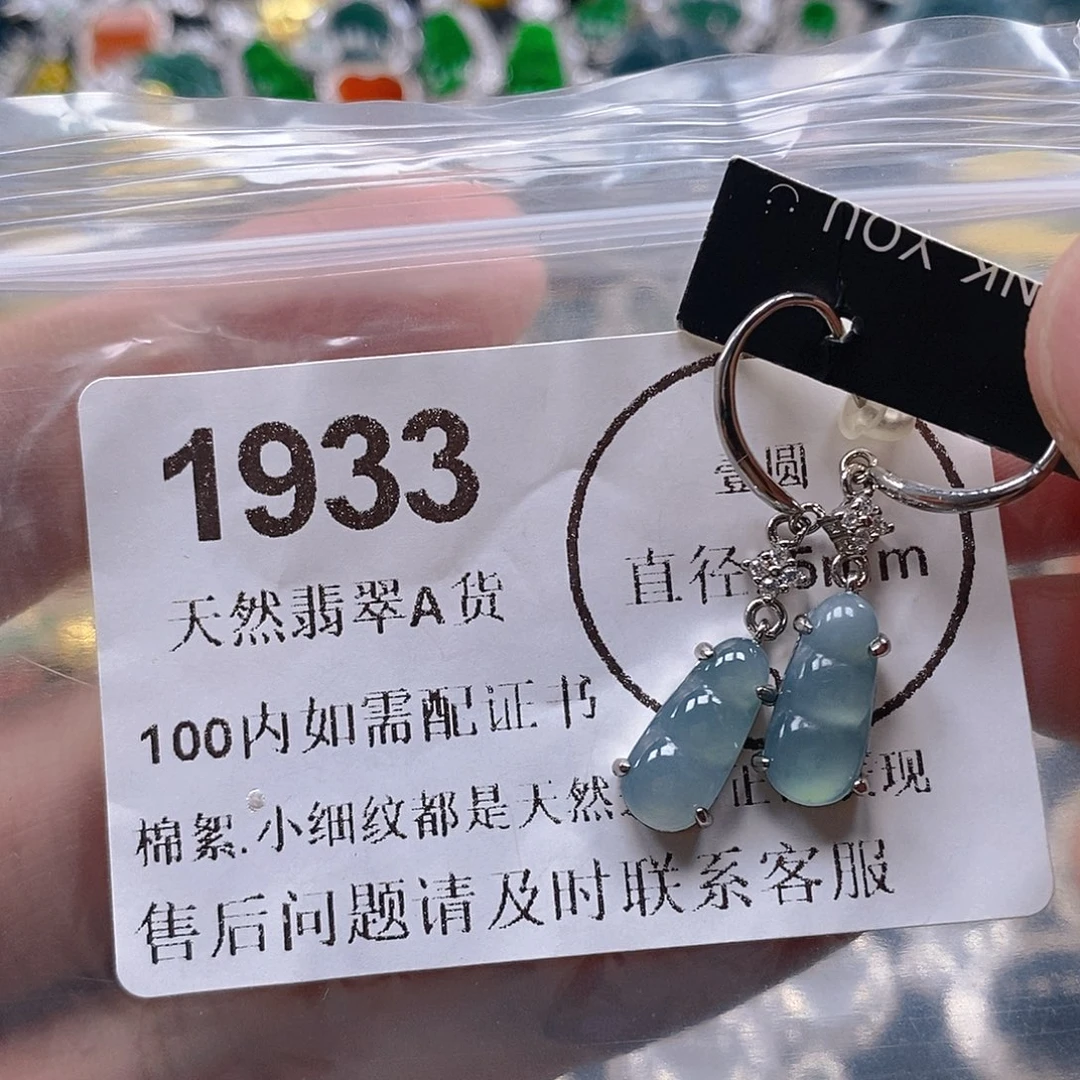 NK YOU
1933
壹圆
直径 5mm
天然翡翠A货
100内如需配证书
棉絮.小细纹都是天然 现
售后问题请及时联系客服